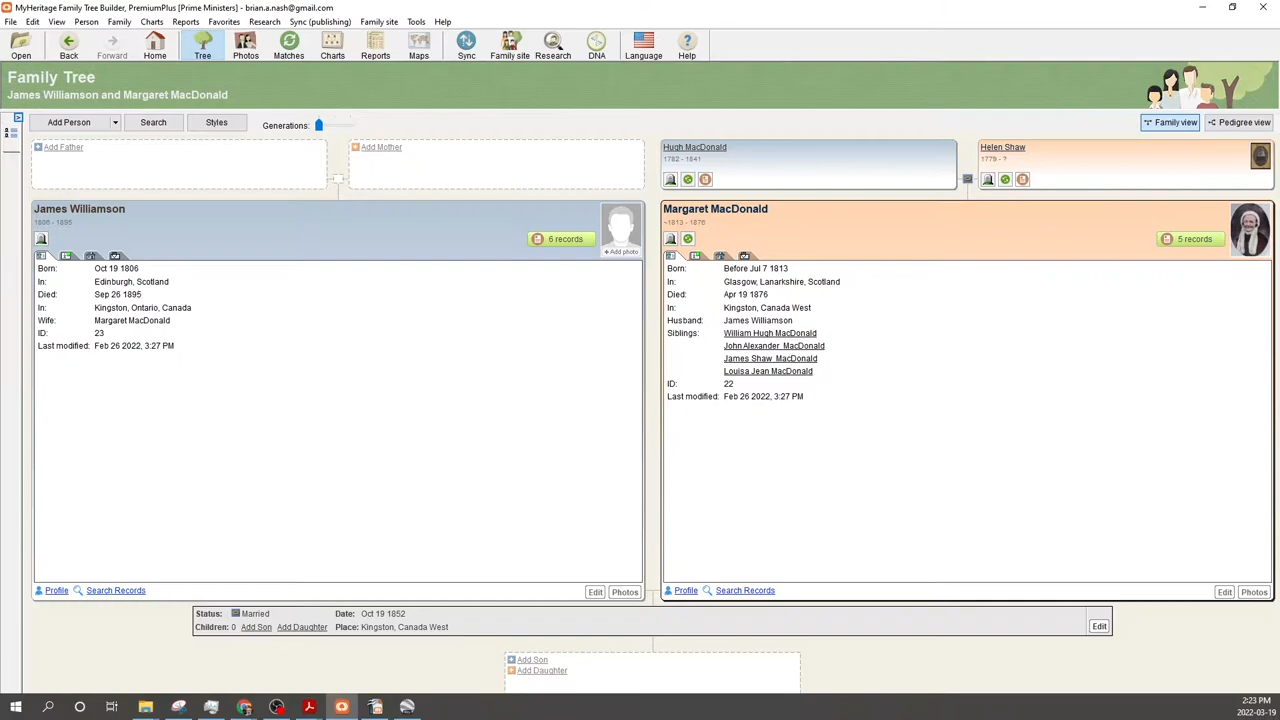 MyHeritage Family Tree Builder, PremiumPlus [Prime Ministers] - brian.a.nash@gmail.com
File Edit View Person Family Charts Reports Favorites Research Sync (publishing) Family site Tools Help
Open Back Forward Home Tree Photos Matches Charts Reports Maps Sync Family site Research DNA Language Help
Family Tree
James Williamson and Margaret MacDonald
Add Person Search Styles Generations: Family view Pedigree view
Add Father Add Mother Hugh MacDonald Helen Shaw
1782 - 1841 1779 - ?
James Williamson Margaret MacDonald
1806 - 1895 ~1813 - 1876
6 records 5 records
+ Add photo
Born: Oct 19 1806
In: Edinburgh, Scotland
Died: Sep 26 1895
In: Kingston, Ontario, Canada
Wife: Margaret MacDonald
ID: 23
Last modified: Feb 26 2022, 3:27 PM
Born: Before Jul 7 1813
In: Glasgow, Lanarkshire, Scotland
Died: Apr 19 1876
In: Kingston, Canada West
Husband: James Williamson
Siblings: William Hugh MacDonald
John Alexander MacDonald
James Shaw MacDonald
Louisa Jean MacDonald
ID: 22
Last modified: Feb 26 2022, 3:27 PM
Profile Search Records Edit Photos Profile Search Records Edit Photos
Status: Married Date: Oct 19 1852
Children: 0 Add Son Add Daughter Place: Kingston, Canada West Edit
Add Son
Add Daughter
2:23 PM
2022-03-19